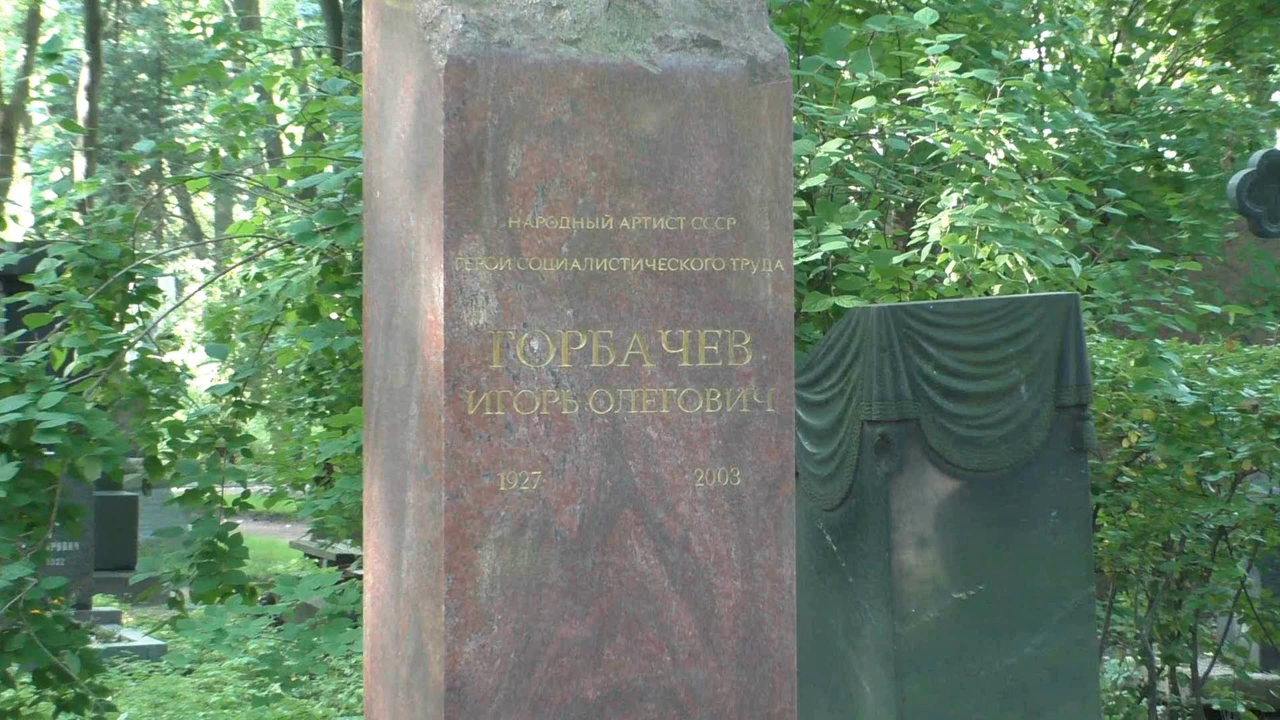 НАРОДНЫЙ АРТИСТ СССР
ГЕРОЙ СОЦИАЛИСТИЧЕСКОГО ТРУДА
ГОРБАЧЕВ
ИГОРЬ ОЛЕГОВИЧ
1927 2003